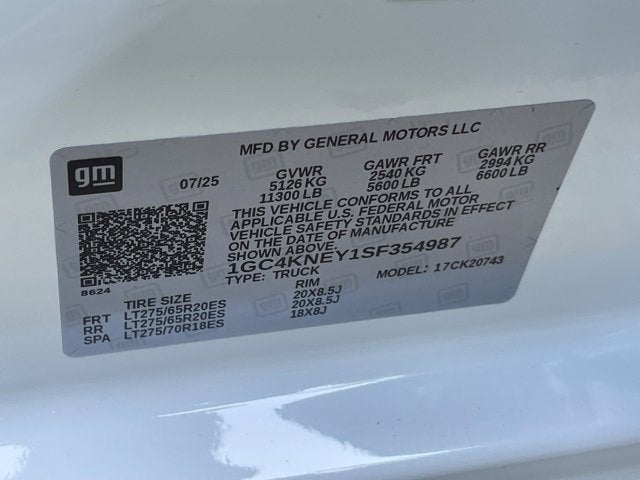 MFD BY GENERAL MOTORS LLC
gm
07/25
GVWR GAWR FRT GAWR RR
5126 KG 2540 KG 2994 KG
11300 LB 5600 LB 6600 LB
THIS VEHICLE CONFORMS TO ALL
APPLICABLE U.S. FEDERAL MOTOR
VEHICLE SAFETY STANDARDS IN EFFECT
ON THE DATE OF MANUFACTURE
SHOWN ABOVE.
1GC4KNEY1SF354987
8624
TYPE: TRUCK MODEL: 17CK20743
TIRE SIZE RIM
FRT LT275/65R20ES 20X8.5J
RR LT275/65R20ES 20X8.5J
SPA LT275/70R18ES 18X8J